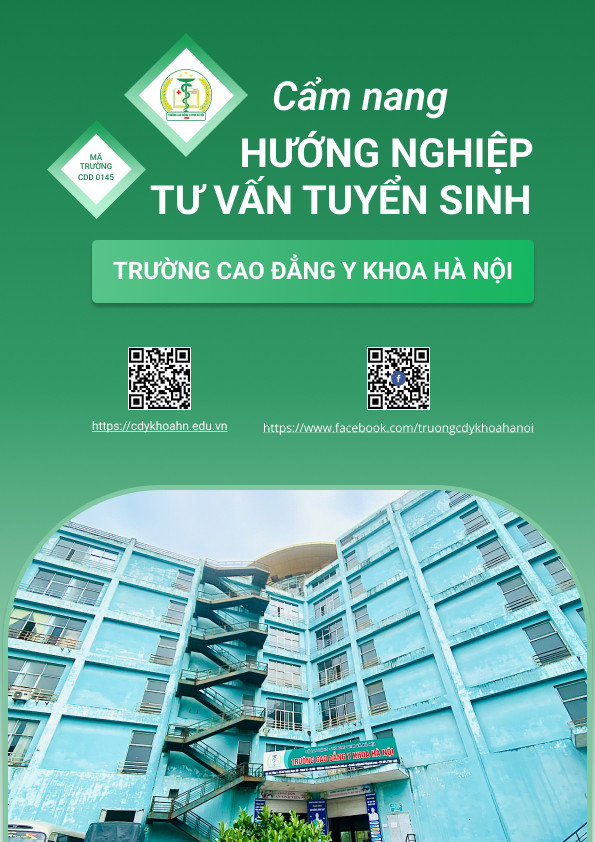 Cẩm nang
HƯỚNG NGHIỆP
TƯ VẤN TUYỂN SINH
MÃ
TRƯỜNG
CDD 0145
TRƯỜNG CAO ĐẲNG Y KHOA HÀ NỘI
https://cdykhoahn.edu.vn
https://www.facebook.com/truongcdykhoahanoi
TRƯỜNG CAO ĐẲNG Y KHOA HÀ NỘI